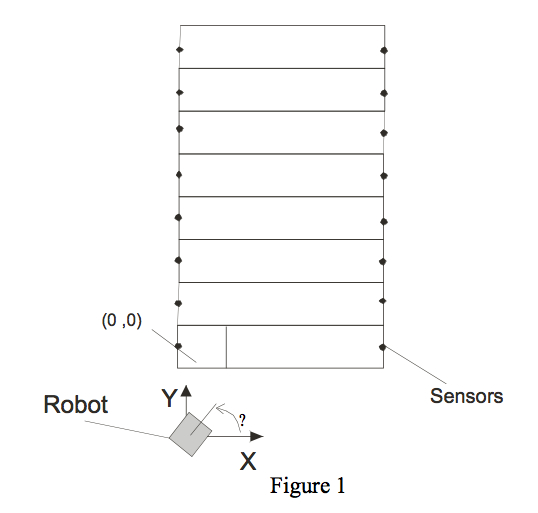 (0 ,0)
Sensors
Robot
Y
?
X
Figure 1